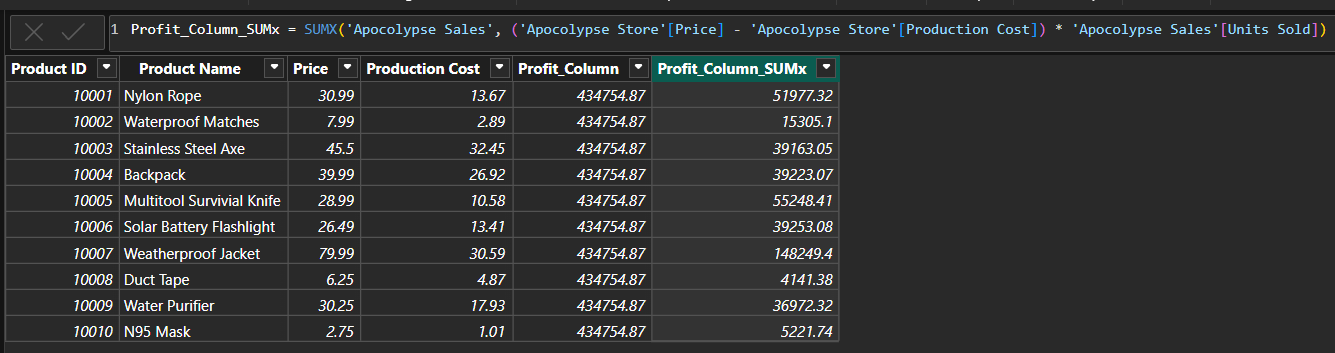 1 Profit_Column_SUMx = SUMX('Apocolypse Sales', ('Apocolypse Store'[Price] - 'Apocolypse Store'[Production Cost]) * 'Apocolypse Sales'[Units Sold])
Product ID Product Name Price Production Cost Profit_Column Profit_Column_SUMx
10001 Nylon Rope 30.99 13.67 434754.87 51977.32
10002 Waterproof Matches 7.99 2.89 434754.87 15305.1
10003 Stainless Steel Axe 45.5 32.45 434754.87 39163.05
10004 Backpack 39.99 26.92 434754.87 39223.07
10005 Multitool Survivial Knife 28.99 10.58 434754.87 55248.41
10006 Solar Battery Flashlight 26.49 13.41 434754.87 39253.08
10007 Weatherproof Jacket 79.99 30.59 434754.87 148249.4
10008 Duct Tape 6.25 4.87 434754.87 4141.38
10009 Water Purifier 30.25 17.93 434754.87 36972.32
10010 N95 Mask 2.75 1.01 434754.87 5221.74